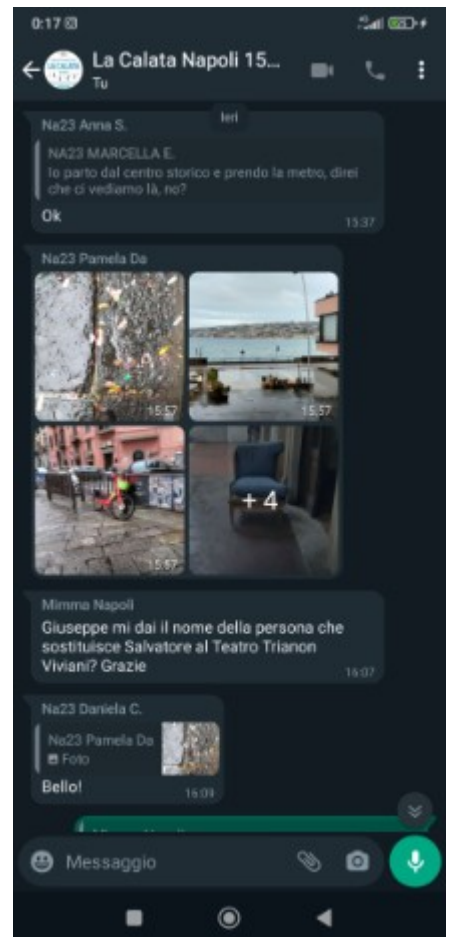 0:17
La Calata Napoli 15...
Tu
Ieri
Na23 Anna S.
NA23 MARCELLA E.
Io parto dal centro storico e prendo la metro, direi
che ci vediamo là, no?
Ok
15:37
Na23 Pamela Da
15:57
15:57
15:57
+ 4
Mimma Napoli
Giuseppe mi dai il nome della persona che
sostituisce Salvatore al Teatro Trianon
Viviani? Grazie
16:07
Na23 Daniela C.
Na23 Pamela Da
Foto
Bello!
16:09
Messaggio